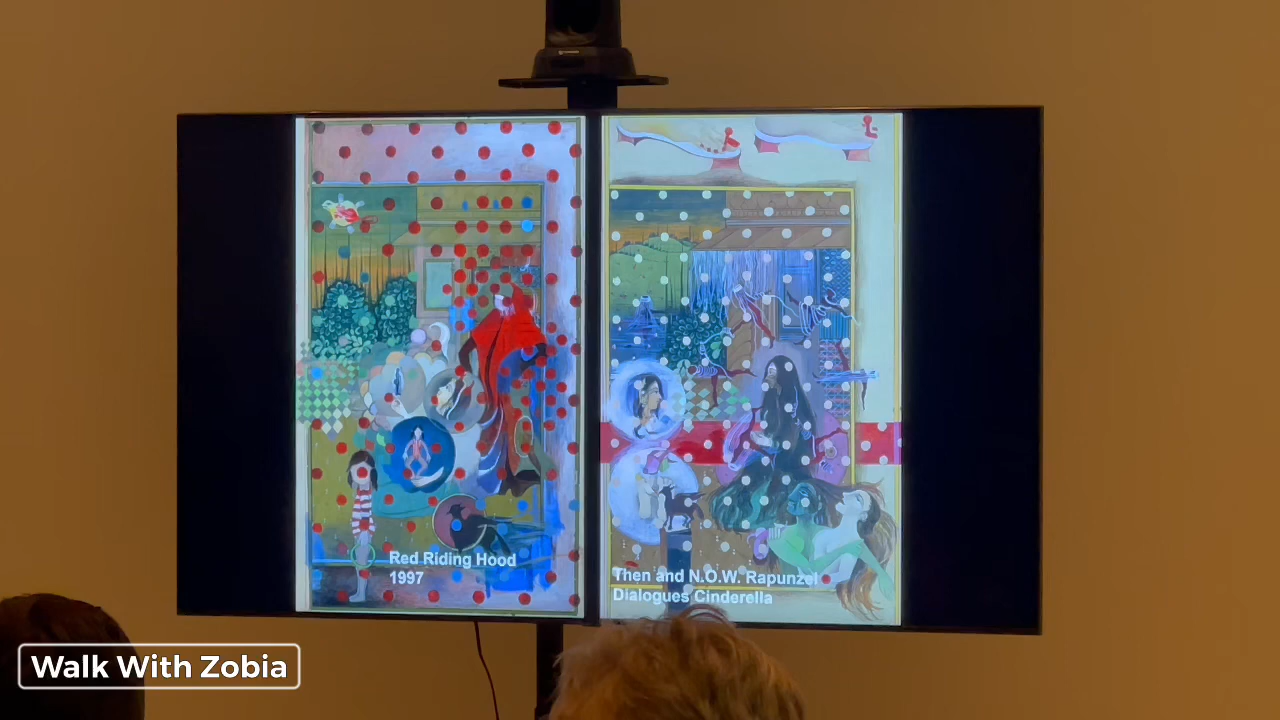 Red Riding Hood
1997
Then and N.O.W. Rapunzel
Dialogues Cinderella
Walk With Zobia